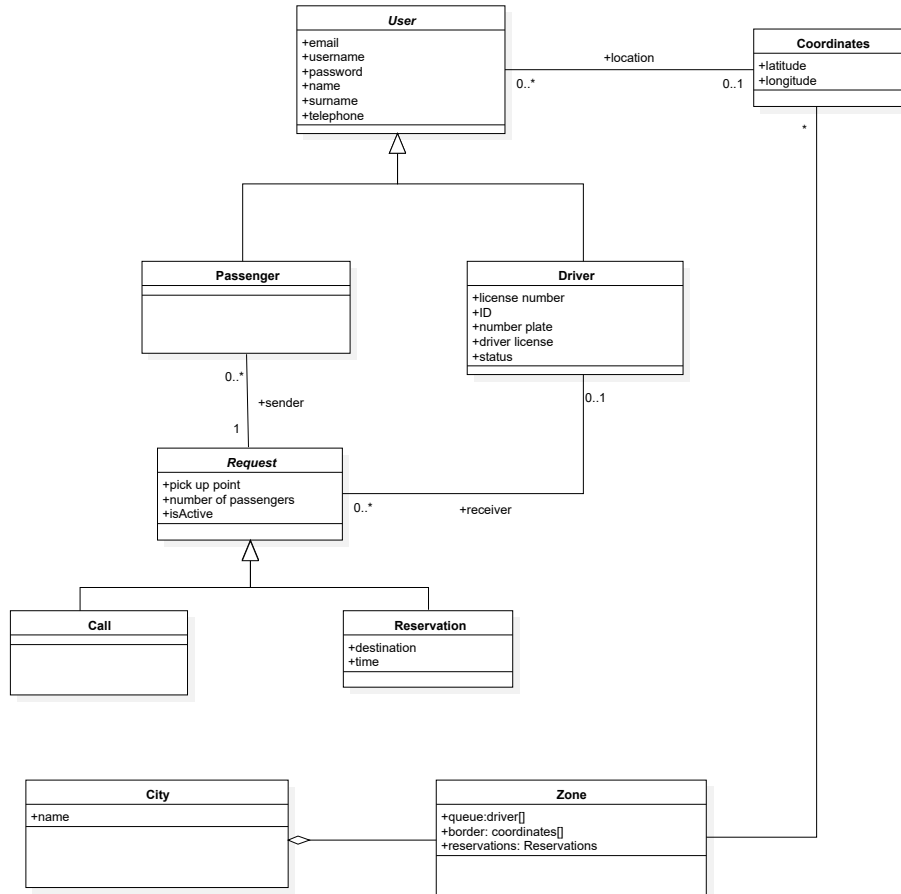 User
+email
+username
+password
+name
+surname
+telephone
+location
0..*
0..1
Coordinates
+latitude
+longitude
*
Passenger
Driver
+license number
+ID
+number plate
+driver license
+status
0..*
+sender
1
0..1
Request
+pick up point
+number of passengers
+isActive
0..*
+receiver
Call
Reservation
+destination
+time
City
+name
Zone
+queue:driver[]
+border: coordinates[]
+reservations: Reservations